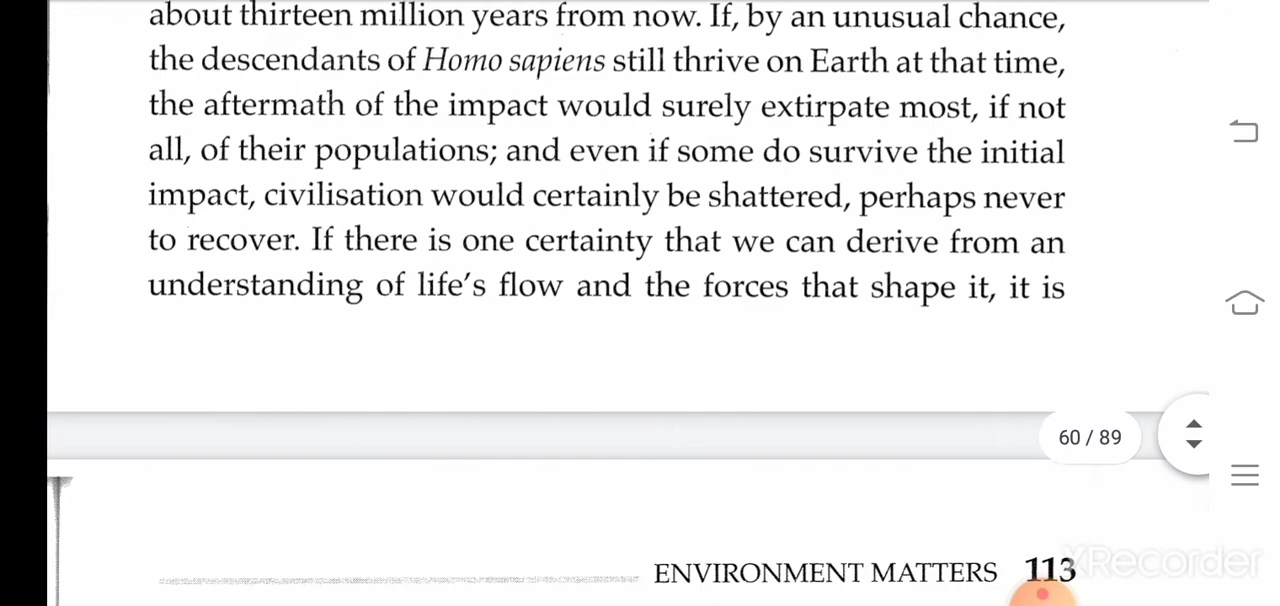 about thirteen million years from now. If, by an unusual chance,
the descendants of Homo sapiens still thrive on Earth at that time,
the aftermath of the impact would surely extirpate most, if not
all, of their populations; and even if some do survive the initial
impact, civilisation would certainly be shattered, perhaps never
to recover. If there is one certainty that we can derive from an
understanding of life's flow and the forces that shape it, it is
60 / 89
ENVIRONMENT MATTERS 113
XRecorder